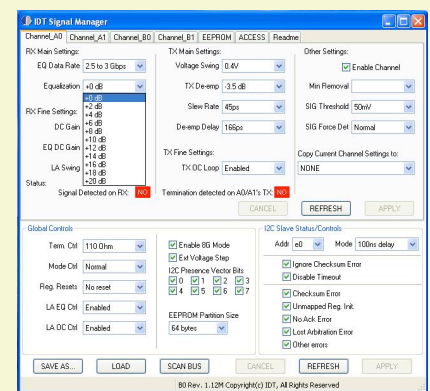 IDT Signal Manager
Channel_A0 Channel_A1 Channel_B0 Channel_B1 EEPROM ACCESS Readme
RX Main Settings: TX Main Settings: Other Settings:
EQ Data Rate 2.5 to 3 Gbps Voltage Swing 0.4V Enable Channel
Equalization +0 dB TX De-emp -3.5 dB Min Removal
+0 dB
+2 dB
+4 dB
Slew Rate 45ps SIG Threshold 50mV
+6 dB
RX Fine Settings:
+8 dB
DC Gain De-emp Delay 166ps SIG Force Det Normal
+10 dB
EQ DC Gain +12 dB
TX Fine Settings: Copy Current Channel Settings to:
+14 dB
+16 dB
LA Swing TX OC Loop Enabled NONE
+18 dB
Status: +20 dB
Signal Detected on RX: NO Termination detected on A0/A1's TX: NO
CANCEL REFRESH APPLY
Global Controls I2C Slave Status/Controls
Term. Ctrl 110 Ohm Enable 8G Mode Addr e0 Mode 100ns delay
Ext Voltage Step
Mode Ctrl Normal I2C Presence Vector Bits Ignore Checksum Error
0 1 2 3 Disable Timeout
Reg. Resets No reset 4 5 6 7
Checksum Error
LA EQ Ctrl Enabled Unmapped Reg. Init.
EEPROM Partition Size No Ack Error
LA OC Ctrl Enabled 64 bytes Lost Arbitration Error
Other errors
SAVE AS... LOAD SCAN BUS CANCEL REFRESH APPLY
B0 Rev. 1.12M Copyright(c) IDT, All Rights Reserved